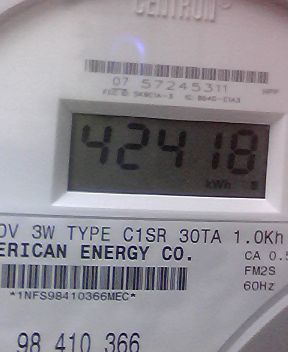 CENTRON®
07 57245311
42418
kWh
0V 3W TYPE C1SR 30TA 1.0Kh
ERICAN ENERGY CO.
CA 0.5
FM2S
60Hz
*1NFS98410366MEC*
98 410 366